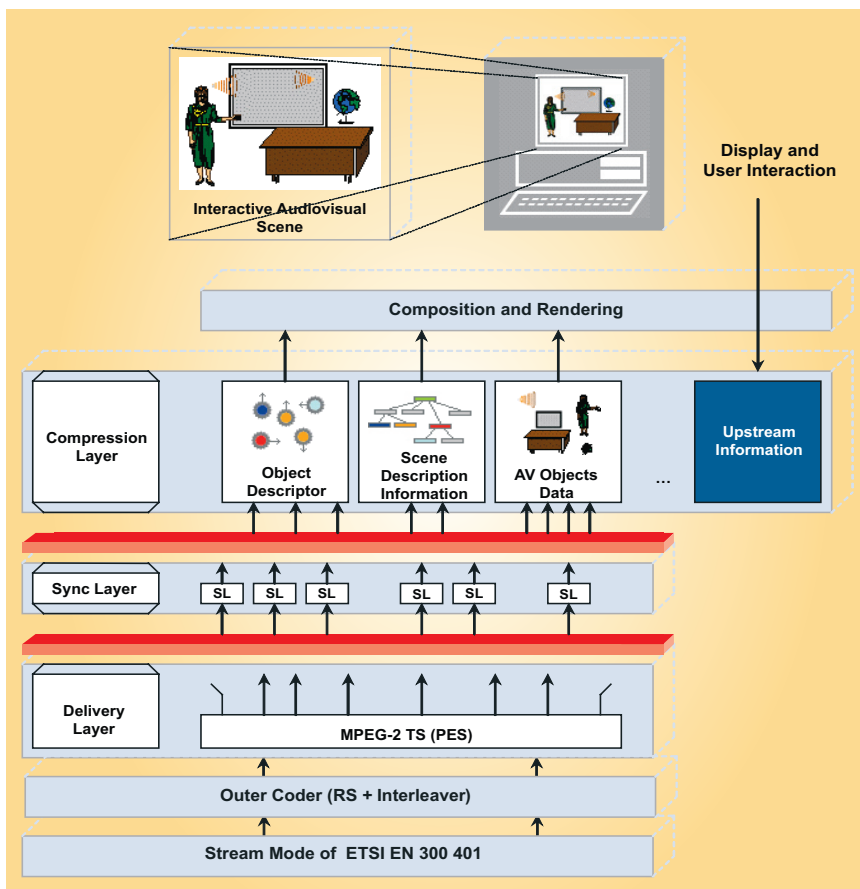 Interactive Audiovisual
Scene
Display and
User Interaction
Composition and Rendering
Compression
Layer
Object
Descriptor
Scene
Description
Information
AV Objects
Data
...
Upstream
Information
Sync Layer
SL
SL
SL
SL
SL
SL
Delivery
Layer
MPEG-2 TS (PES)
Outer Coder (RS + Interleaver)
Stream Mode of ETSI EN 300 401